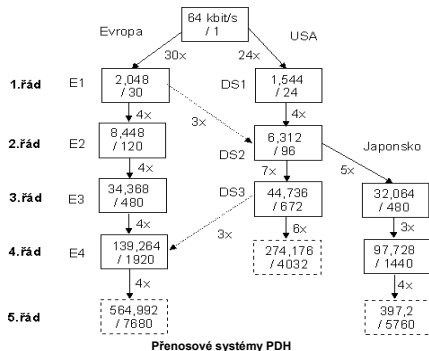 Evropa
64 kbit/s
/ 1
USA
30x
24x
1.řád
E1
2,048
/ 30
DS1
1,544
/ 24
4x
3x
4x
2.řád
E2
8,448
/ 120
DS2
6,312
/ 96
Japonsko
4x
7x
5x
3.řád
E3
34,368
/ 480
DS3
44,736
/ 672
32,064
/ 480
4x
3x
6x
3x
4.řád
E4
139,264
/ 1920
274,176
/ 4032
97,728
/ 1440
4x
4x
5.řád
564,992
/ 7680
397,2
/ 5760
Přenosové systémy PDH